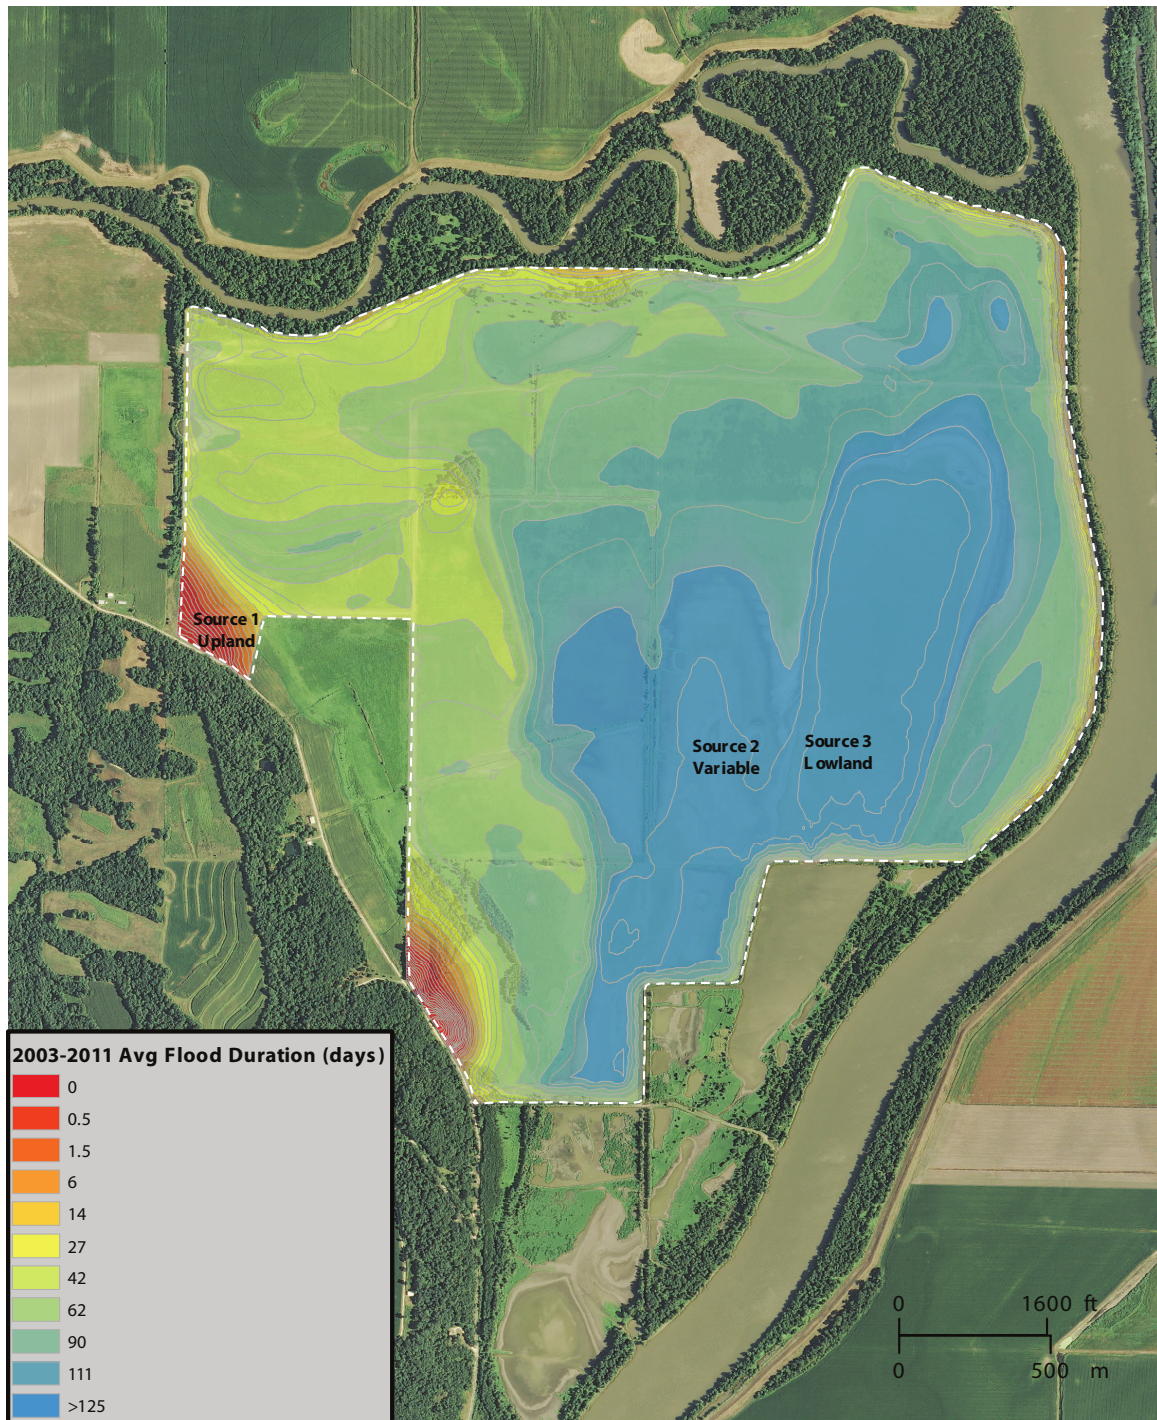 Source 1
Upland
Source 2
Variable
Source 3
Lowland
2003-2011 Avg Flood Duration (days)
0
0.5
1.5
6
14
27
42
62
90
111
>125
0 1600 ft
0 500 m